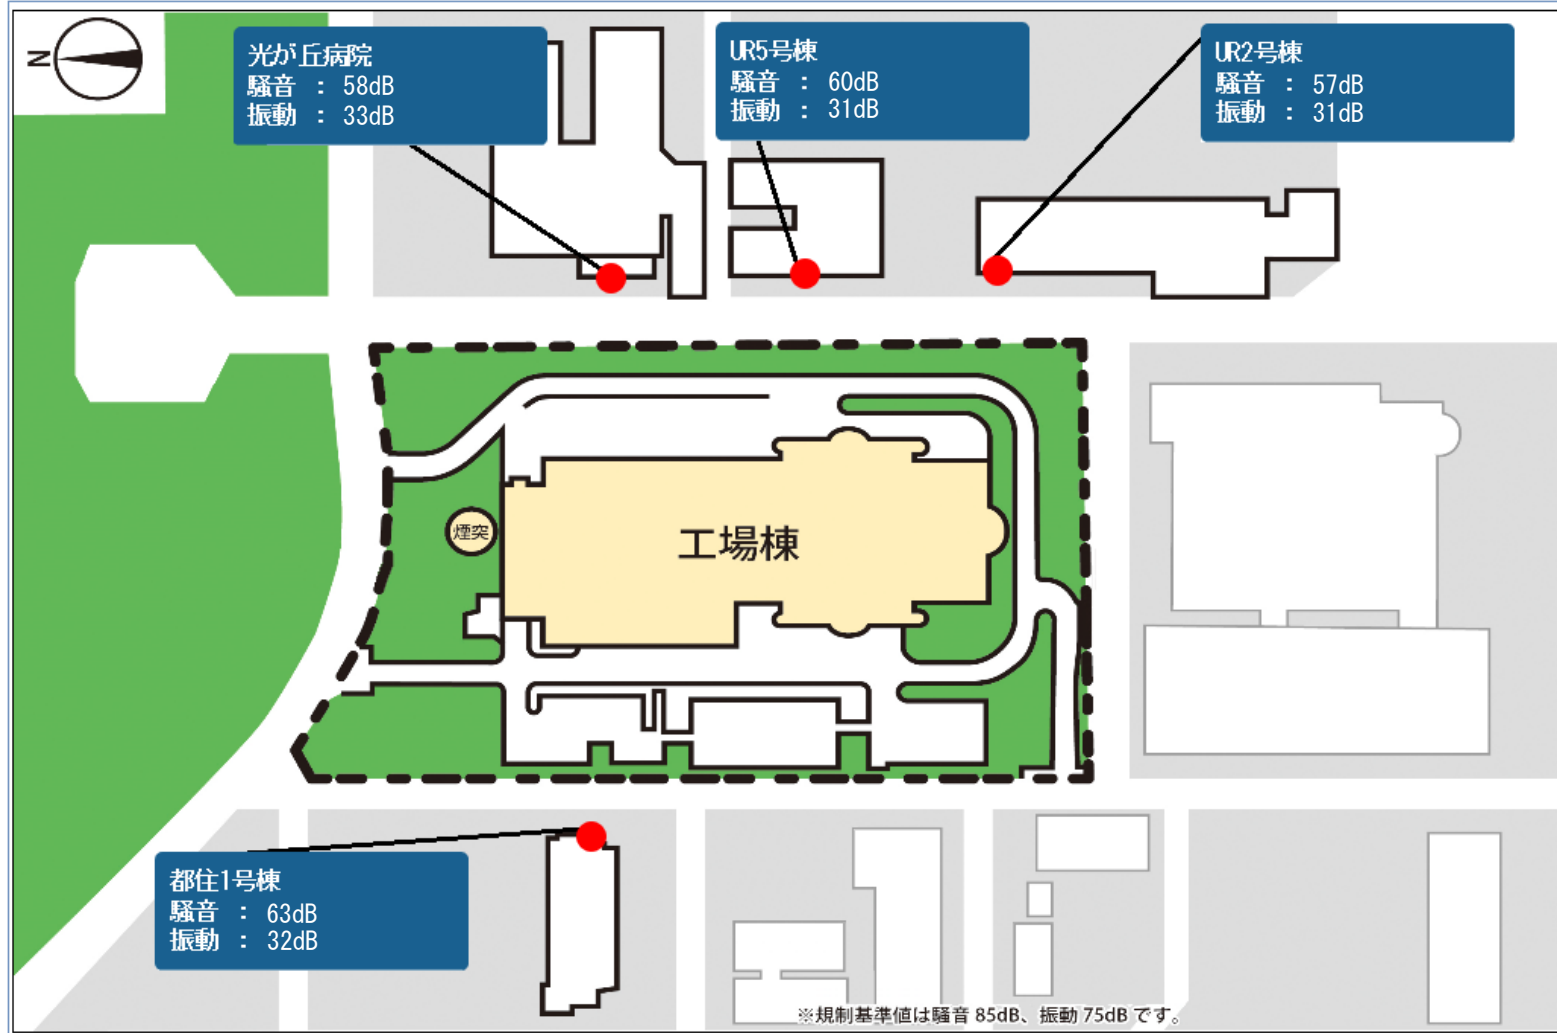 N
光が丘病院
騒音 : 58dB
振動 : 33dB
UR5号棟
騒音 : 60dB
振動 : 31dB
UR2号棟
騒音 : 57dB
振動 : 31dB
煙突
工場棟
都住1号棟
騒音 : 63dB
振動 : 32dB
※規制基準値は騒音 85dB、振動 75dB です。